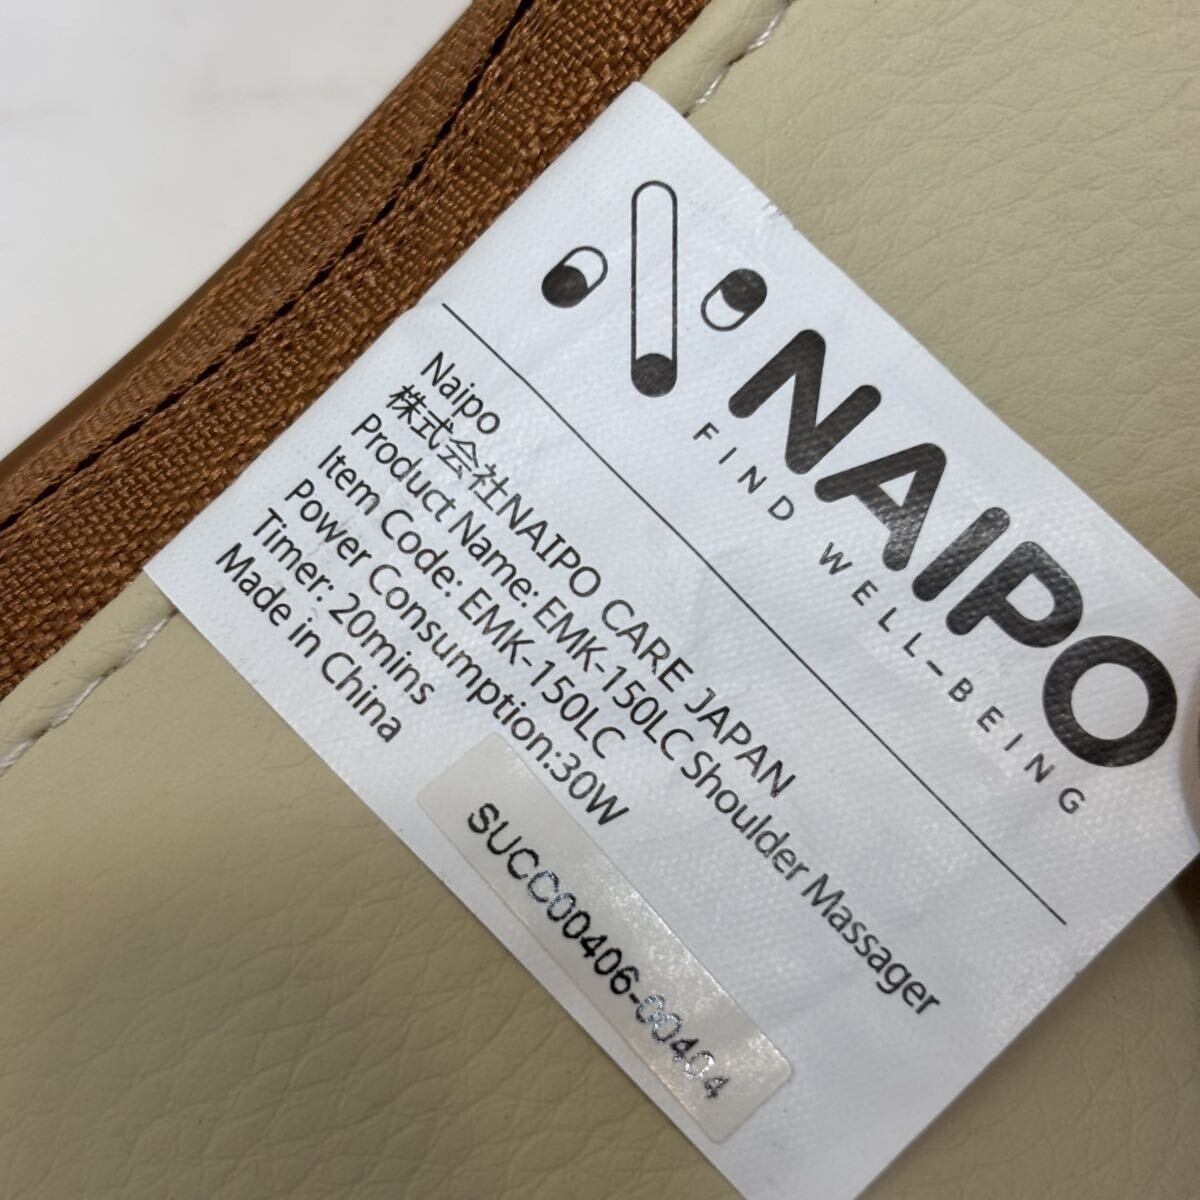 NAIPO
FIND WELL-BEING
Naipo
株式会社NAIPO CARE JAPAN
Product Name: EMK-150LC Shoulder Massager
Item Code: EMK-150LC
Power Consumption:30W
Timer: 20mins
Made in China
SUCC00406-00404